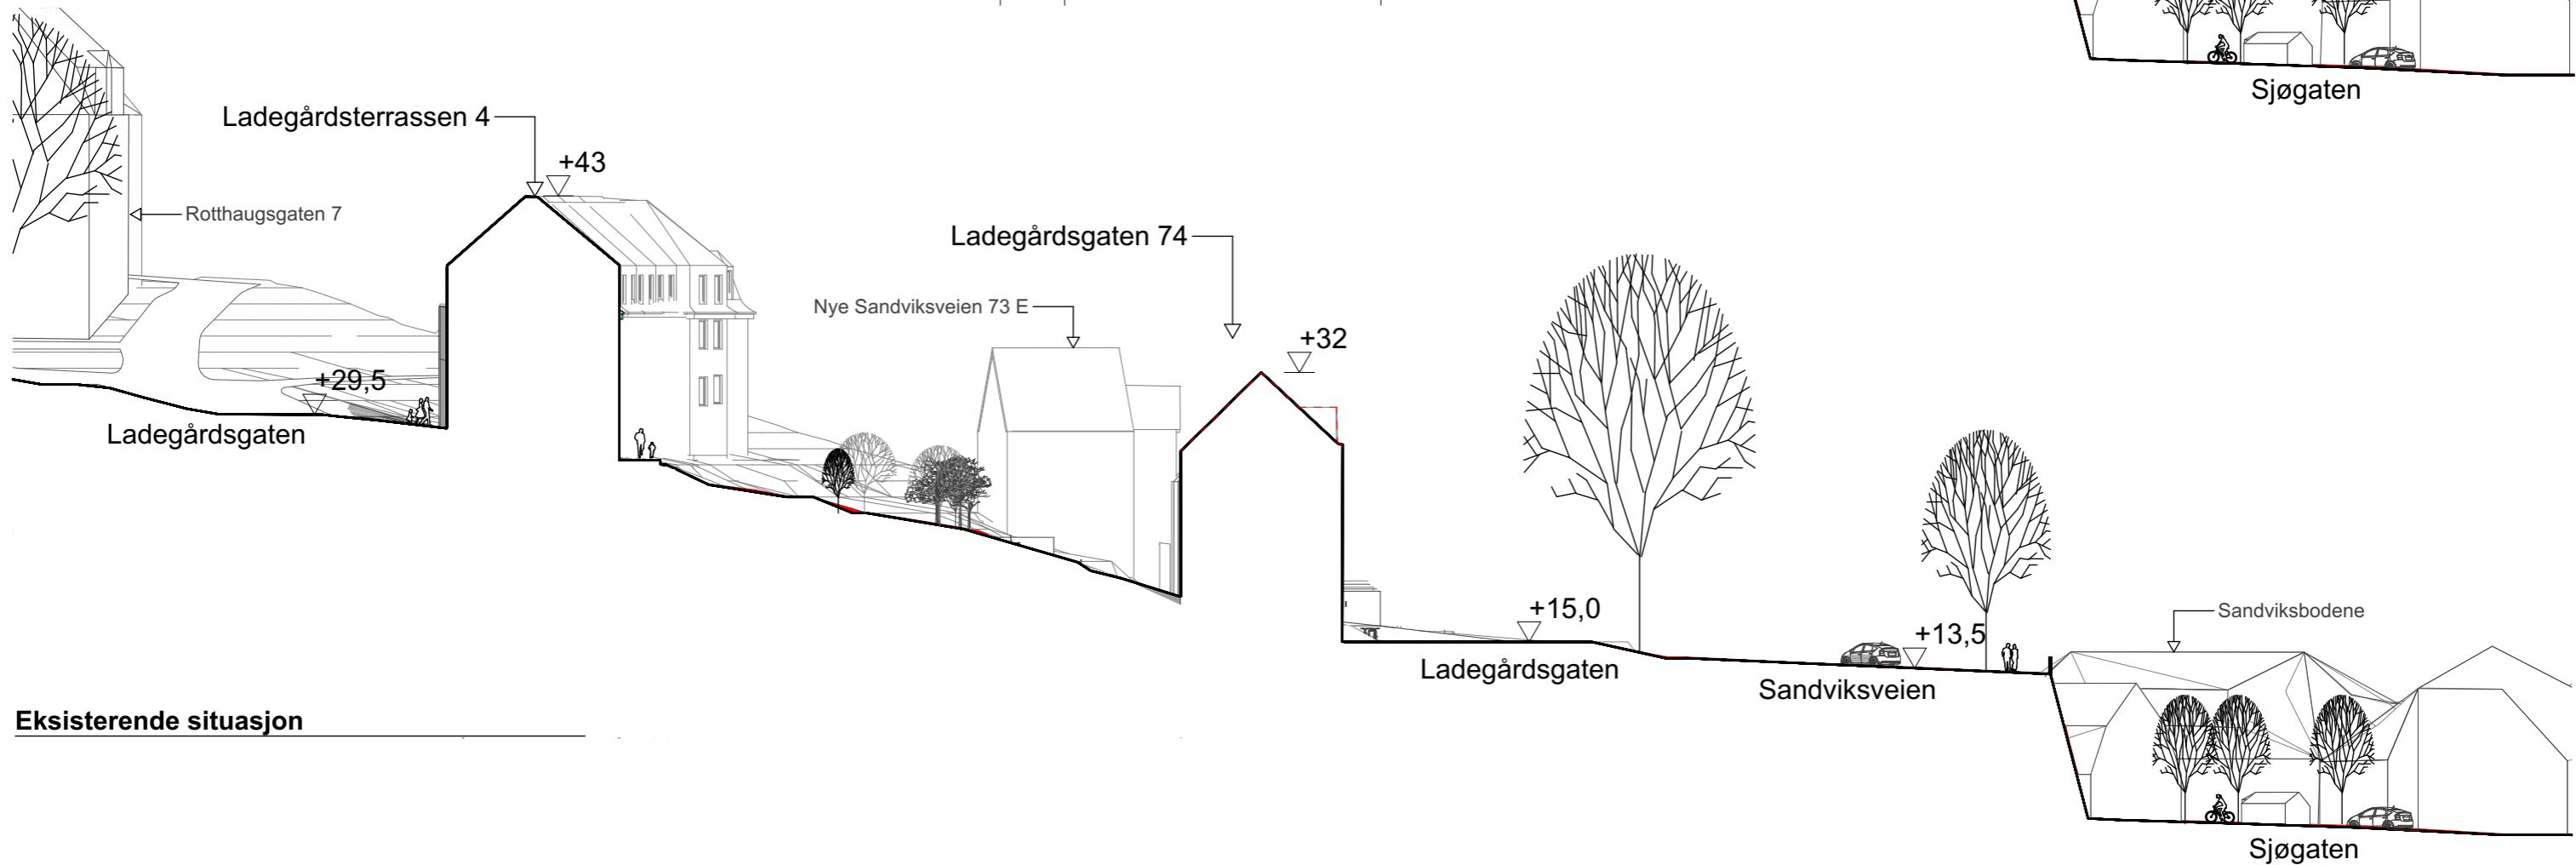 Sjøgaten
Ladegårdsterrassen 4
+43
Rotthaugsgaten 7
Ladegårdsgaten 74
Nye Sandviksveien 73 E
+32
+29,5
Ladegårdsgaten
+15,0
Sandviksbodene
+13,5
Ladegårdsgaten
Sandviksveien
Eksisterende situasjon
Sjøgaten